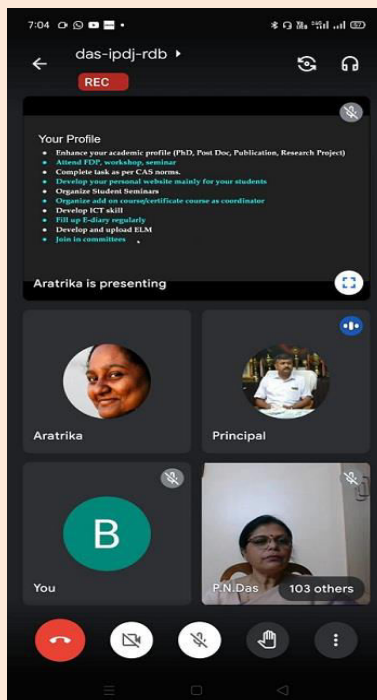 7:04
das-ipdj-rdb
REC
Your Profile
• Enhance your academic profile (PhD, Post Doc, Publication, Research Project)
• Attend FDP, workshop, seminar
• Complete task as per CAS norms.
• Develop your personal website mainly for your students
• Organize Student Seminars
• Organize add on course/certificate course as coordinator
• Develop ICT skill
• Fill up E-diary regularly
• Develop and upload ELM
• Join in committees
Aratrika is presenting
Aratrika
Principal
B
You
P.N.Das
103 others